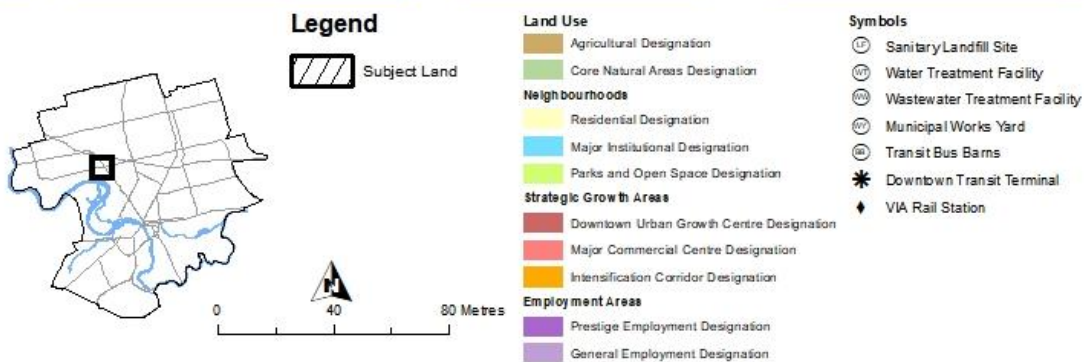 Legend
Subject Land
N
0 40 80 Metres
Land Use
Agricultural Designation
Core Natural Areas Designation
Neighbourhoods
Residential Designation
Major Institutional Designation
Parks and Open Space Designation
Strategic Growth Areas
Downtown Urban Growth Centre Designation
Major Commercial Centre Designation
Intensification Corridor Designation
Employment Areas
Prestige Employment Designation
General Employment Designation
Symbols
LF Sanitary Landfill Site
WT Water Treatment Facility
WW Wastewater Treatment Facility
WY Municipal Works Yard
BB Transit Bus Barns
Downtown Transit Terminal
VIA Rail Station